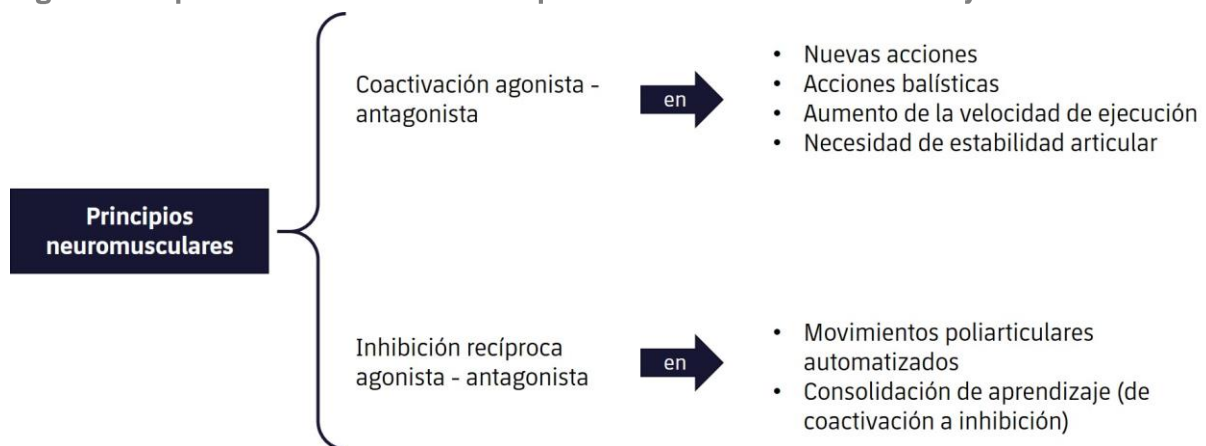 Principios
neuromusculares
Coactivación agonista -
antagonista
en
• Nuevas acciones
• Acciones balísticas
• Aumento de la velocidad de ejecución
• Necesidad de estabilidad articular
Inhibición recíproca
agonista - antagonista
en
• Movimientos poliarticulares
automatizados
• Consolidación de aprendizaje (de
coactivación a inhibición)